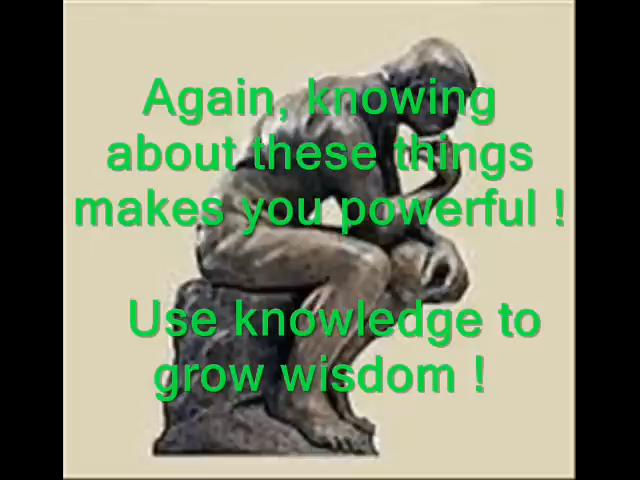 Again, knowing
about these things
makes you powerful !
Use knowledge to
grow wisdom !